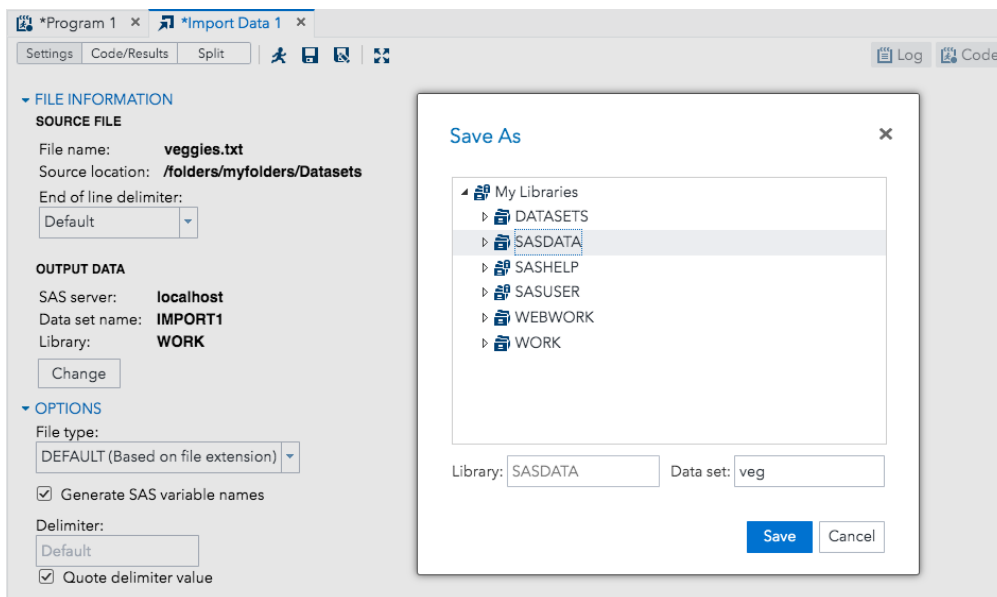 *Program 1 × *Import Data 1 ×
Settings Code/Results Split Log Code
FILE INFORMATION
SOURCE FILE
File name: veggies.txt
Source location: /folders/myfolders/Datasets
End of line delimiter:
Default
OUTPUT DATA
SAS server: localhost
Data set name: IMPORT1
Library: WORK
Change
OPTIONS
File type:
DEFAULT (Based on file extension)
Generate SAS variable names
Delimiter:
Default
Quote delimiter value
Save As ×
My Libraries
DATASETS
SASDATA
SASHELP
SASUSER
WEBWORK
WORK
Library: SASDATA Data set: veg
Save Cancel